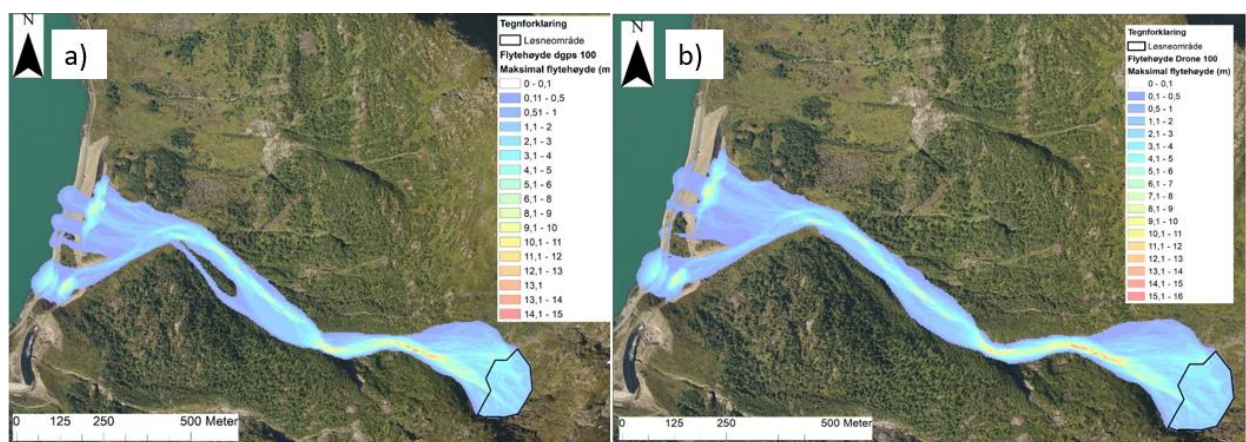 N
a)
Tegnforklaring
Løsneområde
Flytehøyde dgps 100
Maksimal flytehøyde (m
0 - 0,1
0,11 - 0,5
0,51 - 1
1,1 - 2
2,1 - 3
3,1 - 4
4,1 - 5
5,1 - 6
6,1 - 8
8,1 - 9
9,1 - 10
10,1 - 11
11,1 - 12
12,1 - 13
13,1
13,1 - 14
14,1 - 15
0 125 250 500 Meter
N
b)
Tegnforklaring
Løsneområde
Flytehøyde Drone 100
Maksimal flytehøyde (m)
0 - 0,1
0,1 - 0,5
0,5 - 1
1,1 - 2
2,1 - 3
3,1 - 4
4,1 - 5
5,1 - 6
6,1 - 7
7,1 - 8
8,1 - 9
9,1 - 10
10,1 - 11
11,1 - 12
12,1 - 13
13,1 - 14
14,1 - 15
15,1 - 16
0 125 250 500 Meter